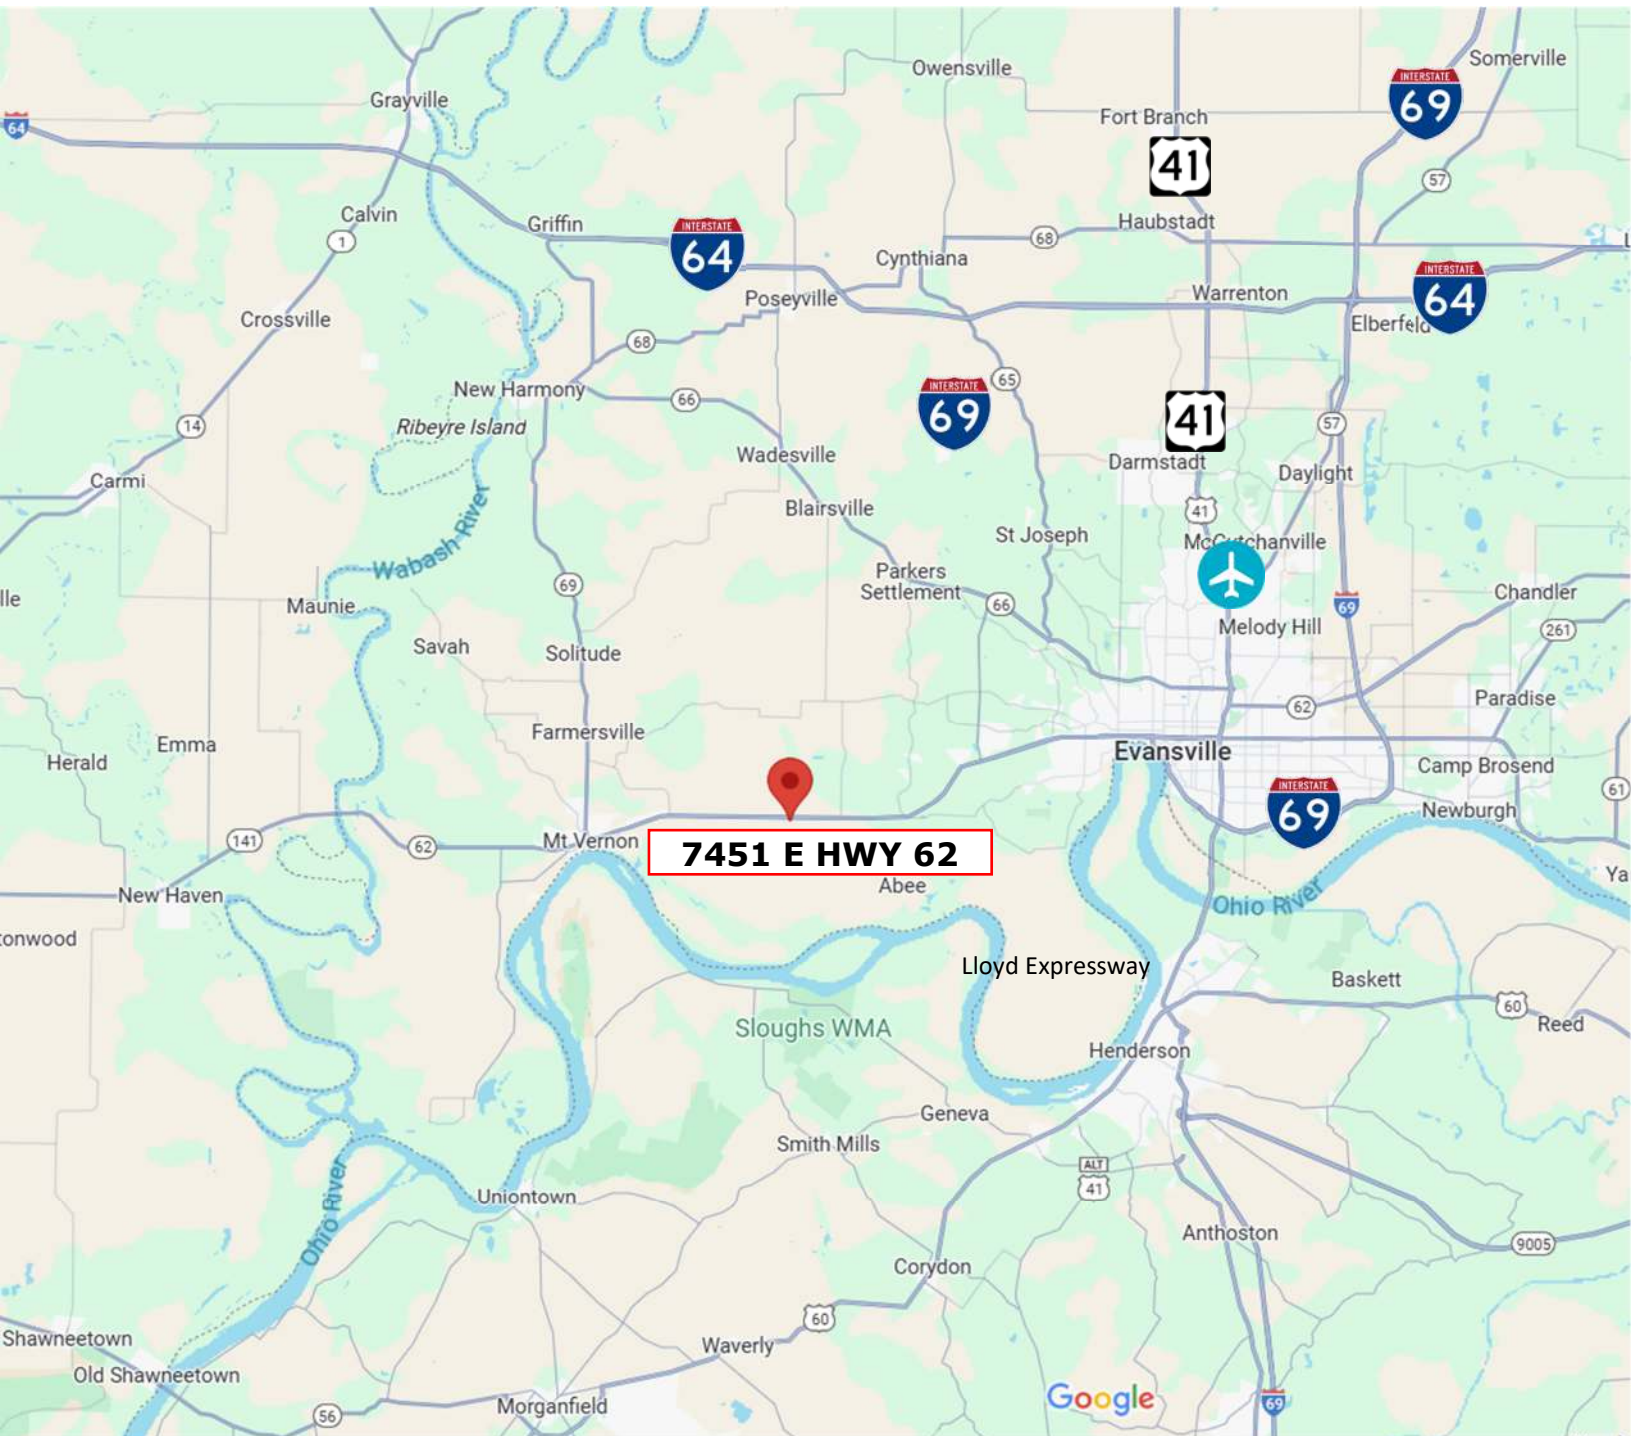 Somerville
Owensville
INTERSTATE
69
Grayville
Fort Branch
64
41
57
Calvin
Griffin
INTERSTATE
64
Haubstadt
1
68
Cynthiana
INTERSTATE
64
Poseyville
Warrenton
Crossville
Elberfeld
68
INTERSTATE
69
65
New Harmony
66
41
Ribeyre Island
14
57
Wadesville
Darmstadt
Daylight
Carmi
Blairsville
41
Wabash River
St Joseph
McCutchanville
Parkers
Settlement
69
lle
Maunie
66
69
Chandler
Melody Hill
261
Savah
Solitude
62
Paradise
Farmersville
Emma
Evansville
Herald
Camp Brosend
INTERSTATE
69
61
Newburgh
141
62
Mt Vernon
7451 E HWY 62
Abee
Ya
New Haven
Ohio River
tonwood
Lloyd Expressway
Baskett
60
Reed
Sloughs WMA
Henderson
Geneva
Smith Mills
ALT
41
Uniontown
Ohio River
Anthoston
9005
Corydon
60
Shawneetown
Waverly
Old Shawneetown
Google
69
Morganfield
56